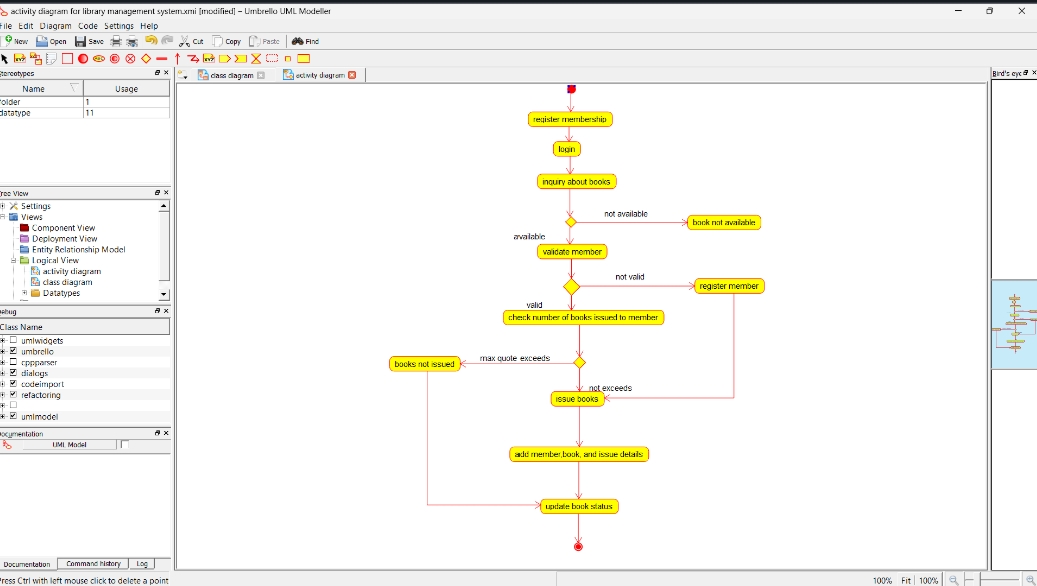 activity diagram for library management system.xmi [modified] – Umbrello UML Modeller
File Edit Diagram Code Settings Help
New Open Save Cut Copy Paste Find
stereotypes
Name Usage
folder 1
datatype 11
class diagram
activity diagram
Bird's eye
register membership
login
inquiry about books
not available
book not available
available
validate member
not valid
register member
valid
check number of books issued to member
max quote exceeds
books not issued
not exceeds
issue books
add member,book, and issue details
update book status
Tree View
Settings
Views
Component View
Deployment View
Entity Relationship Model
Logical View
activity diagram
class diagram
Datatypes
Debug
Class Name
umlwidgets
umbrello
cppparser
dialogs
codeimport
refactoring
umlmodel
Documentation
UML Model
Documentation Command history Log
Press Ctrl with left mouse click to delete a point
100% Fit 100%